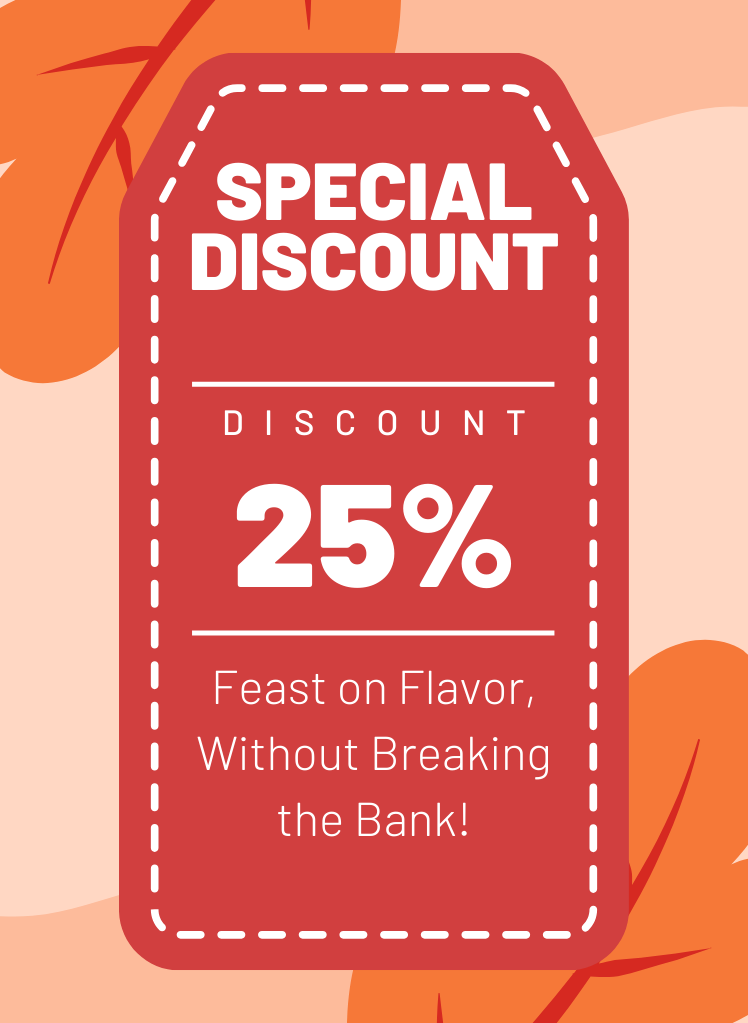 SPECIAL
DISCOUNT
DISCOUNT
25%
Feast on Flavor,
Without Breaking
the Bank!